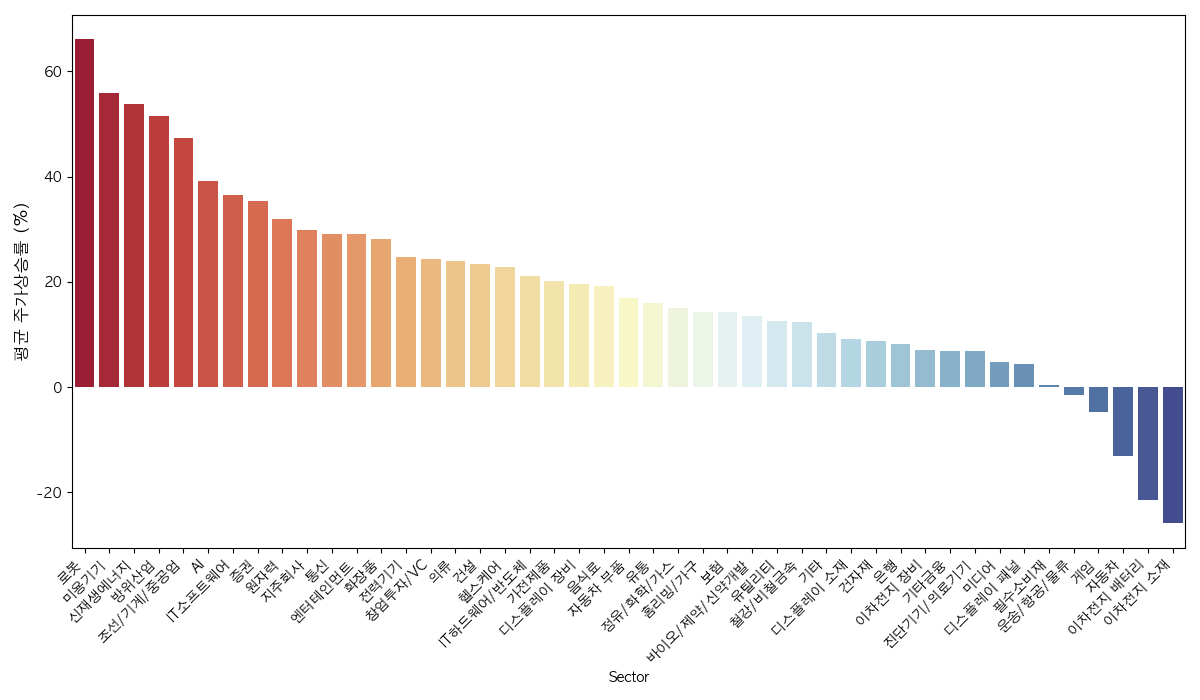 평균 주가상승률 (%)
60
40
20
0
-20
로봇
미용기기
신재생에너지
방위산업
조선/기계/중공업
AI
IT소프트웨어
증권
원자력
지주회사
통신
엔터테인먼트
화장품
전력기기
창업투자/VC
의류
건설
헬스케어
IT하드웨어/반도체
가전제품
디스플레이 장비
음식료
자동차 부품
유통
정유/화학/가스
홈리빙/가구
보험
바이오/제약/신약개발
유틸리티
철강/비철금속
기타
디스플레이 소재
건자재
은행
이차전지 장비
기타금융
진단기기/의료기기
미디어
디스플레이 패널
필수소비재
운송/항공/물류
게임
자동차
이차전지 배터리
이차전지 소재
Sector